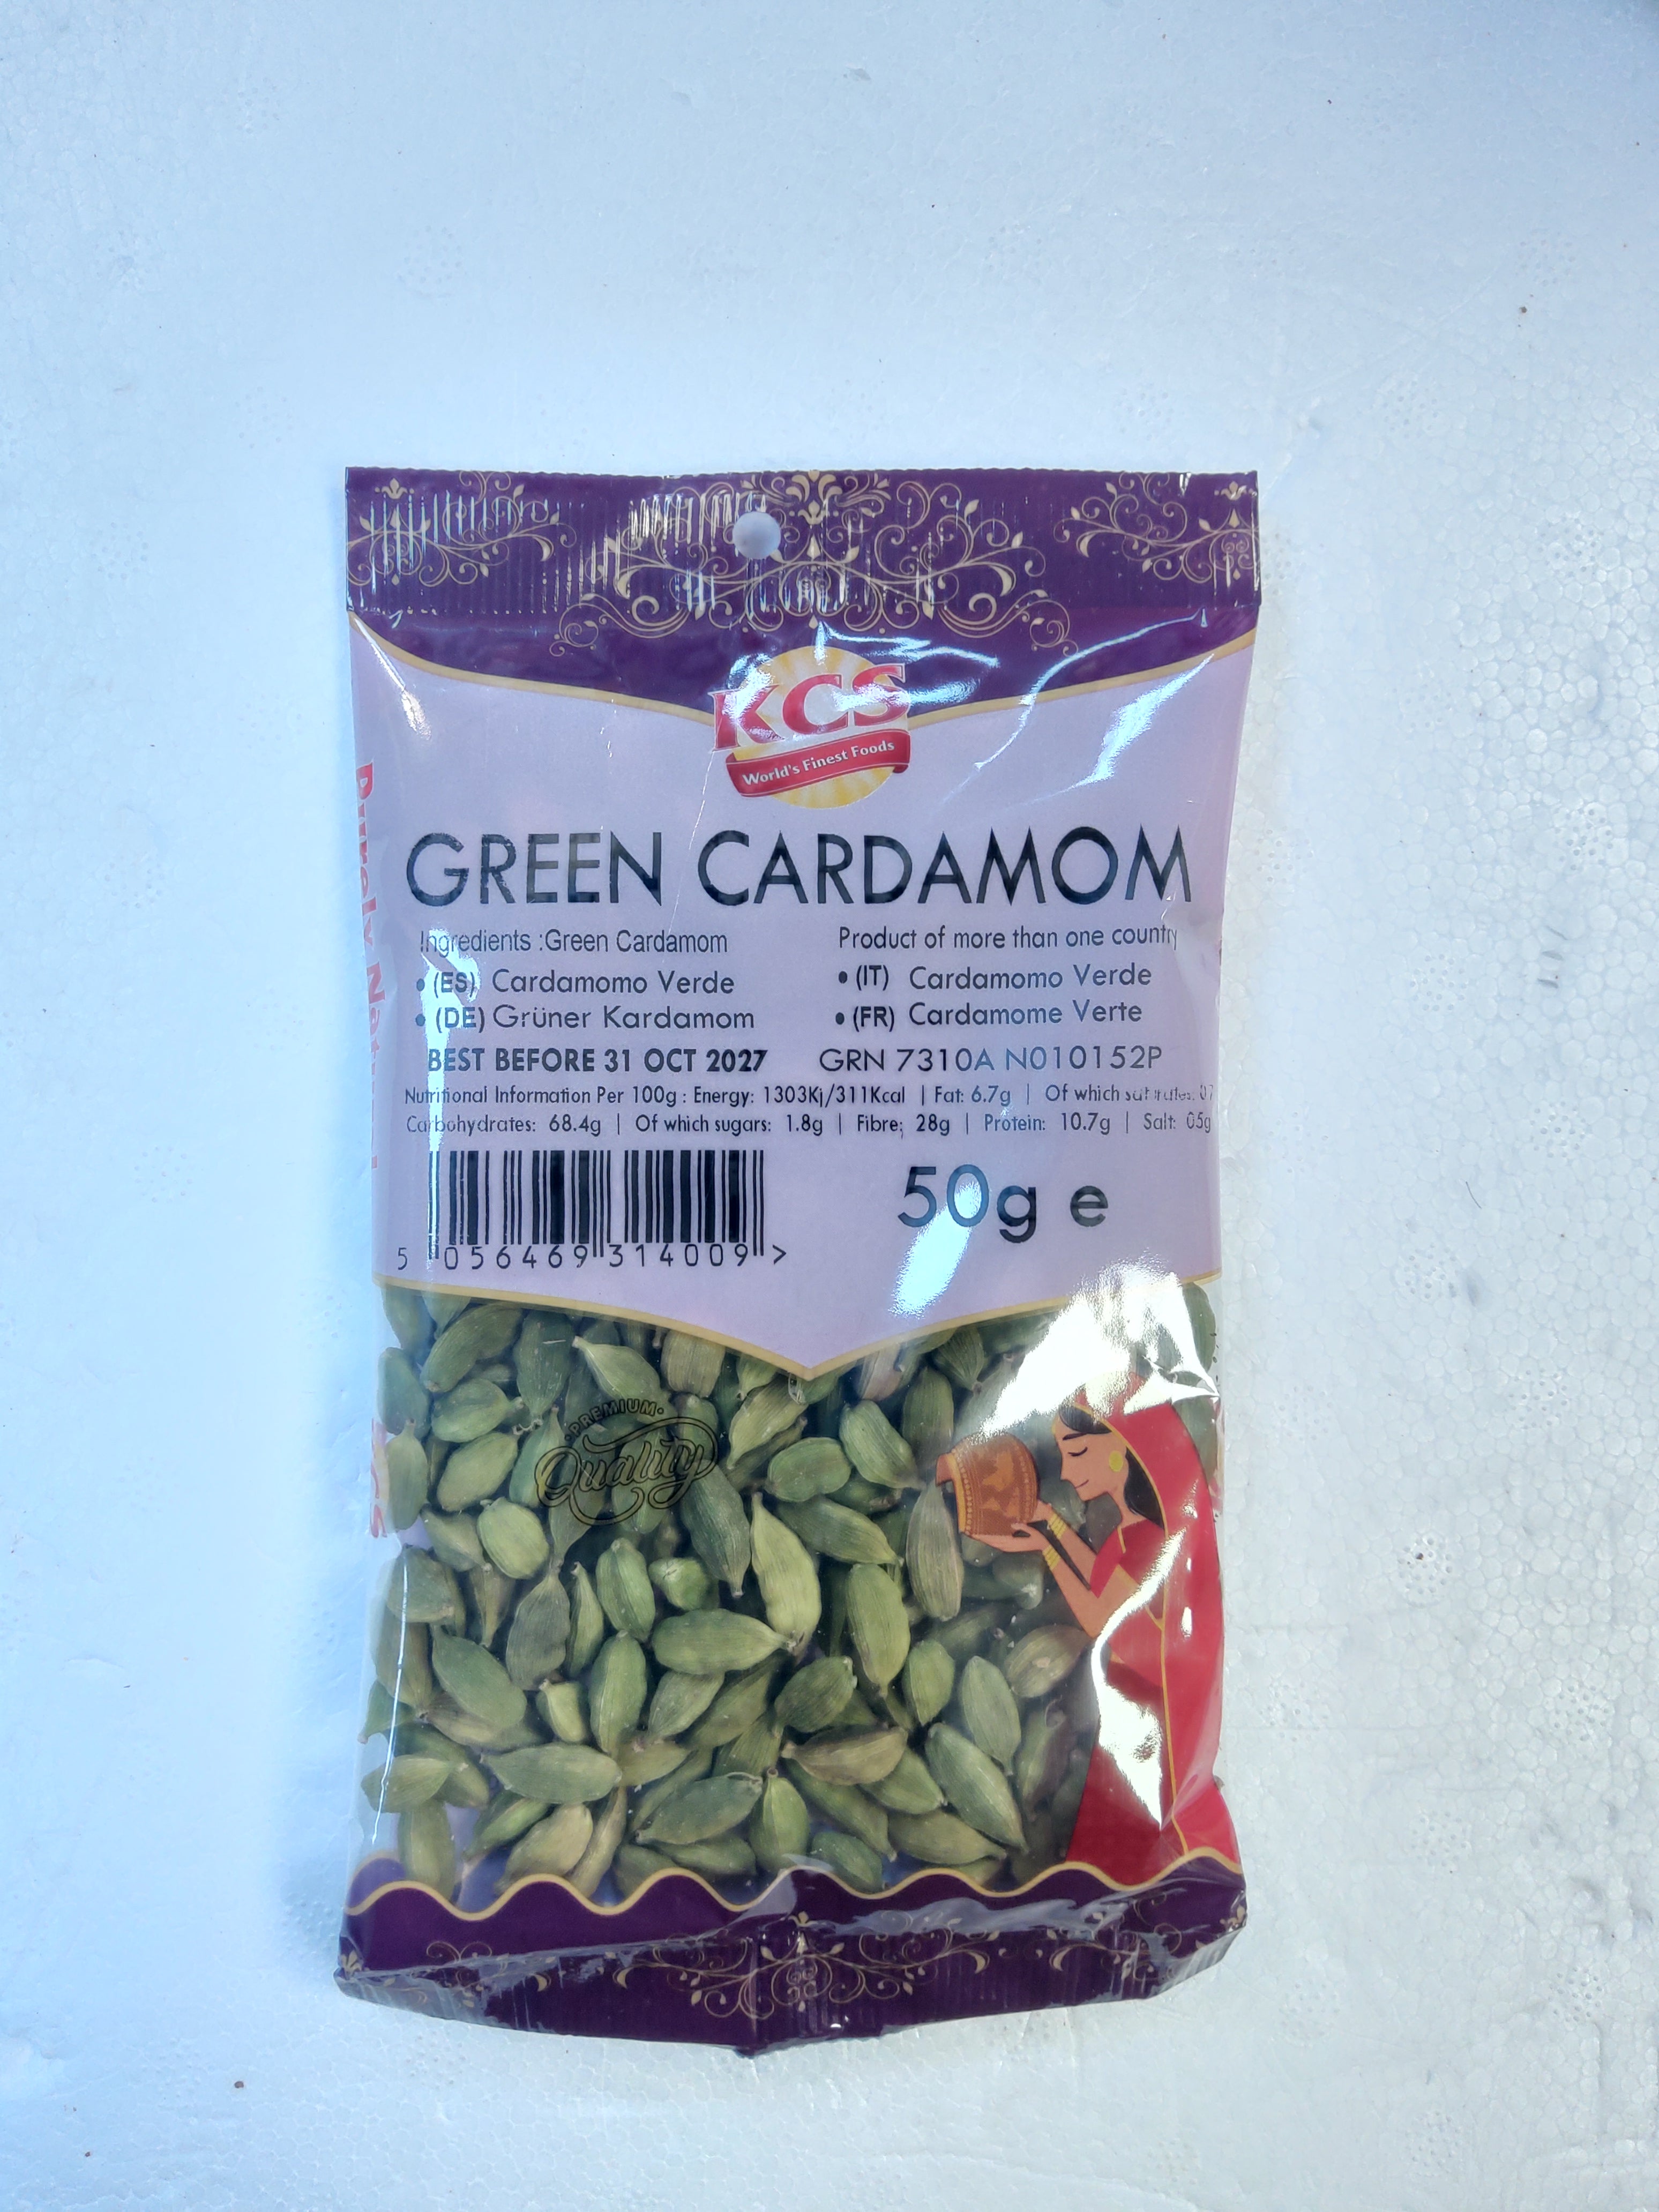 KCS
World's Finest Foods
GREEN CARDAMOM
Ingredients :Green Cardamom
Product of more than one country
• (ES) Cardamomo Verde
• (IT) Cardamomo Verde
• (DE) Grüner Kardamom
• (FR) Cardamome Verte
BEST BEFORE 31 OCT 2027 GRN 7310A N010152P
Nutritional Information Per 100g : Energy: 1303Kj/311Kcal | Fat: 6.7g | Of which
Carbohydrates: 68.4g | Of which sugars: 1.8g | Fibre; 28g | Protein: 10.7g | Salt: 05g
5 056469 314009 >
50g e
PREMIUM
Quality
Purely Natural